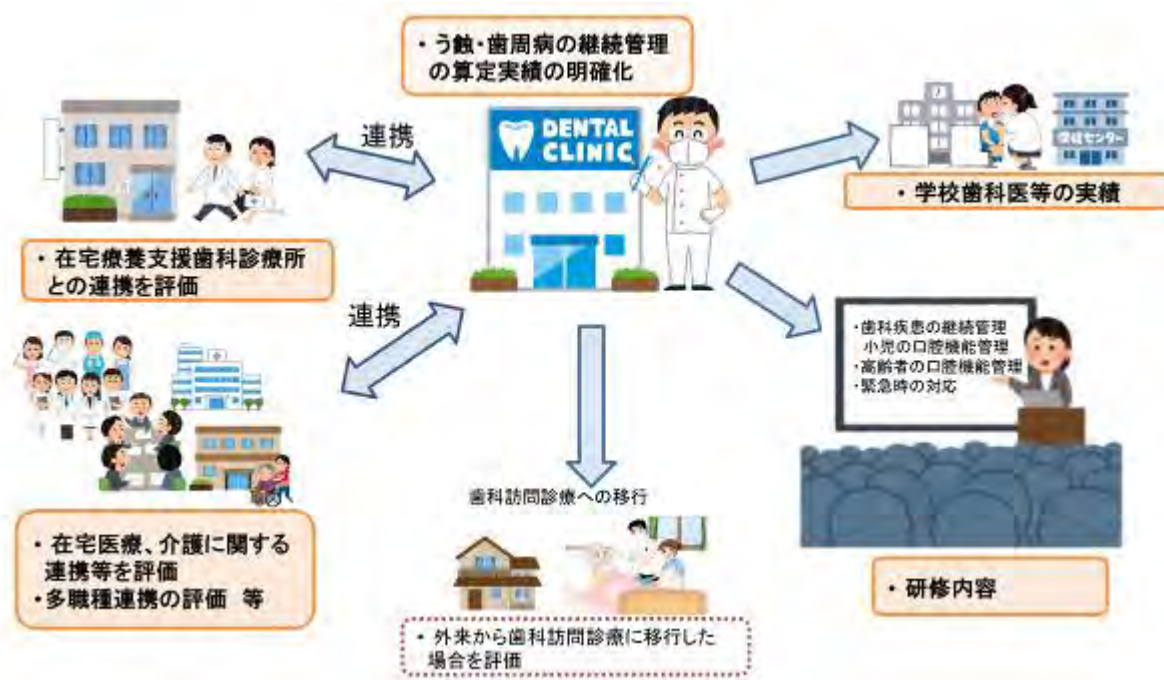 ・う蝕・歯周病の継続管理
の算定実績の明確化
連携
DENTAL
CLINIC
保健センター
・学校歯科医等の実績
・在宅療養支援歯科診療所
との連携を評価
連携
・歯科疾患の継続管理
小児の口腔機能管理
・高齢者の口腔機能管理
・緊急時の対応
歯科訪問診療への移行
・在宅医療、介護に関する
連携等を評価
・多職種連携の評価 等
・研修内容
・外来から歯科訪問診療に移行した
場合を評価